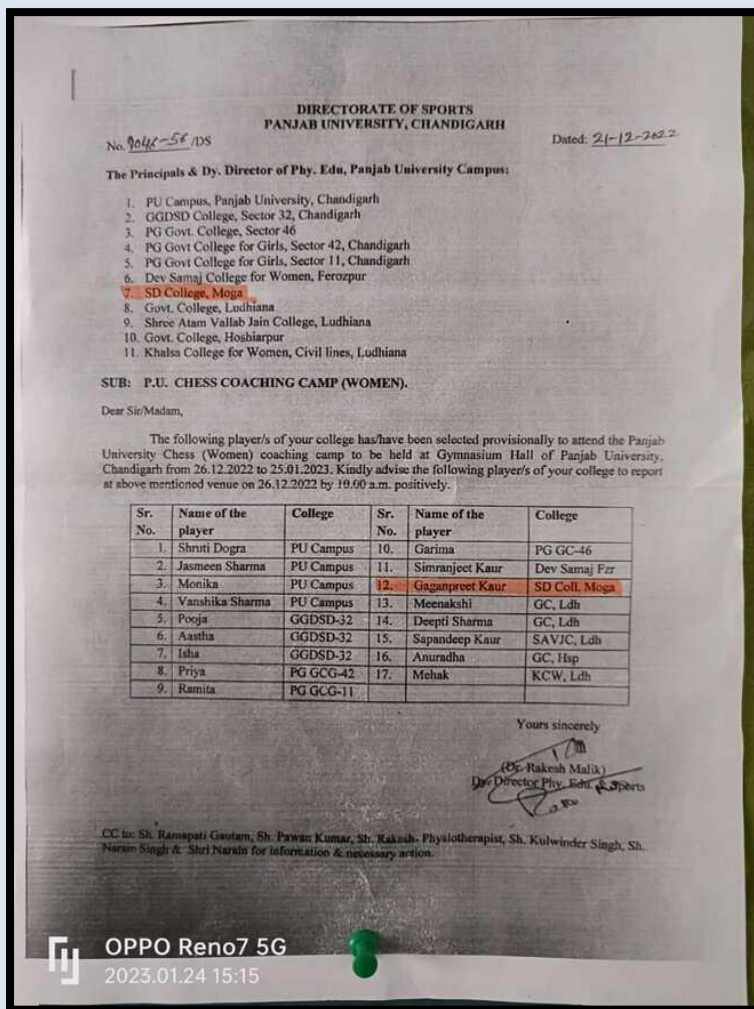 DIRECTORATE OF SPORTS
PANJAB UNIVERSITY, CHANDIGARH
No. 9046-56 /DS Dated: 21-12-2022
The Principals & Dy. Director of Phy. Edu, Panjab University Campus:
1. PU Campus, Panjab University, Chandigarh
2. GGDSD College, Sector 32, Chandigarh
3. PG Govt. College, Sector 46
4. PG Govt College for Girls, Sector 42, Chandigarh
5. PG Govt College for Girls, Sector 11, Chandigarh
6. Dev Samaj College for Women, Ferozpur
7. SD College, Moga
8. Govt. College, Ludhiana
9. Shree Atam Vallab Jain College, Ludhiana
10. Govt. College, Hoshiarpur
11. Khalsa College for Women, Civil lines, Ludhiana
SUB: P.U. CHESS COACHING CAMP (WOMEN).
Dear Sir/Madam,
The following player/s of your college has/have been selected provisionally to attend the Panjab
University Chess (Women) coaching camp to be held at Gymnasium Hall of Panjab University,
Chandigarh from 26.12.2022 to 25.01.2023. Kindly advise the following player/s of your college to report
at above mentioned venue on 26.12.2022 by 10.00 a.m. positively.
Sr. No. Name of the player College Sr. No. Name of the player College
1. Shruti Dogra PU Campus 10. Garima PG GC-46
2. Jasmeen Sharma PU Campus 11. Simranjeet Kaur Dev Samaj Fzr
3. Monika PU Campus 12. Gaganpreet Kaur SD Coll. Moga
4. Vanshika Sharma PU Campus 13. Meenakshi GC, Ldh
5. Pooja GGDSD-32 14. Deepti Sharma GC, Ldh
6. Aastha GGDSD-32 15. Sapandeep Kaur SAVJC, Ldh
7. Isha GGDSD-32 16. Anuradha GC, Hsp
8. Priya PG GCG-42 17. Mehak KCW, Ldh
9. Ramita PG GCG-11
Yours sincerely
(Dr. Rakesh Malik)
Dy. Director Phy. Edu. & Sports
CC to: Sh. Ramapati Gautam, Sh. Pawan Kumar, Sh. Rakesh- Physiotherapist, Sh. Kulwinder Singh, Sh.
Narain Singh & Shri Narain for information & necessary action.
OPPO Reno7 5G
2023.01.24 15:15